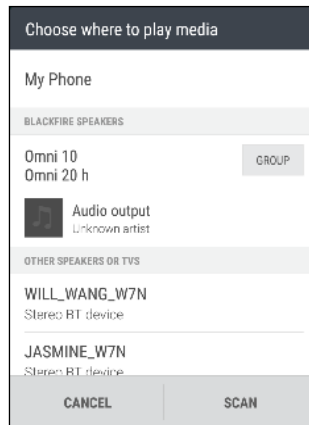 Choose where to play media
My Phone
BLACKFIRE SPEAKERS
Omni 10
Omni 20 h
GROUP
Audio output
Unknown artist
OTHER SPEAKERS OR TVS
WILL_WANG_W7N
Stereo BT device
JASMINE_W7N
Stereo BT device
CANCEL
SCAN